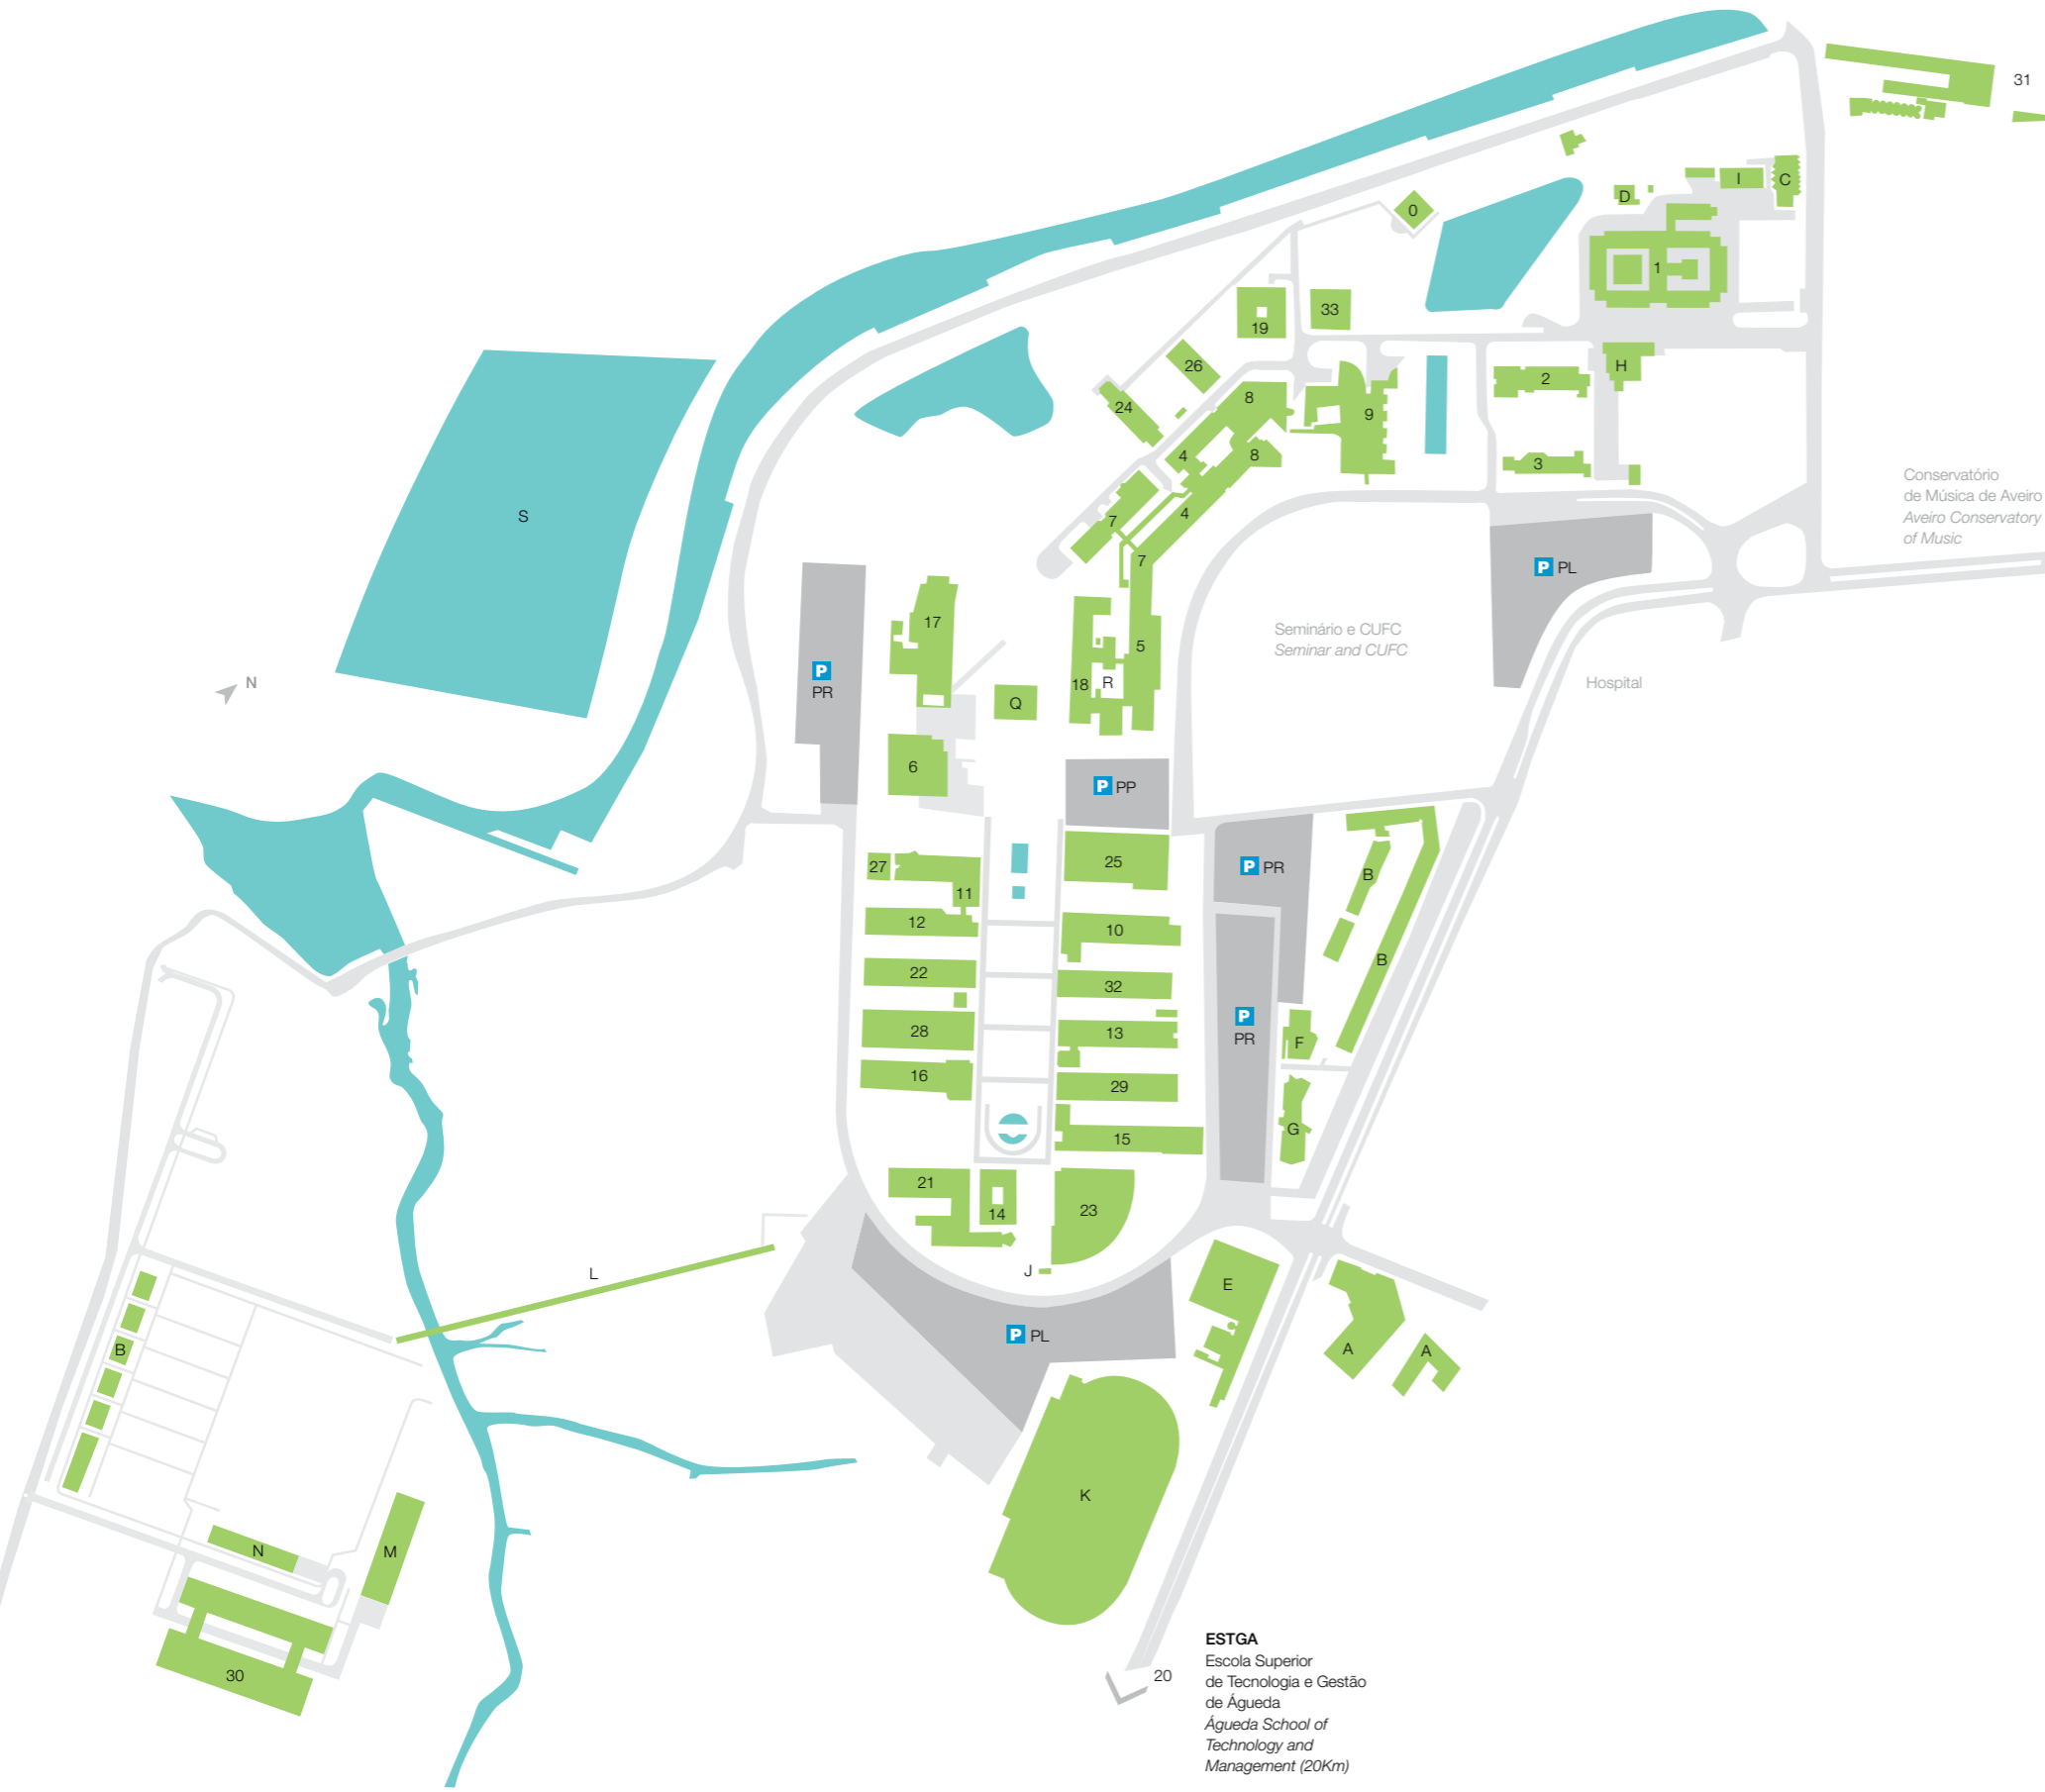 31
I
C
D
0
1
19
33
26
2
H
24
8
9
4
8
3
Conservatório
de Música de Aveiro
Aveiro Conservatory
of Music
S
7
4
7
P PL
17
Seminário e CUFC
Seminar and CUFC
5
N
P
PR
18
R
Hospital
Q
6
P PP
25
27
11
P PR
B
12
10
22
32
B
28
13
P
PR
F
16
29
15
G
21
14
23
L
J
E
P PL
B
A
A
K
N
M
30
20
ESTGA
Escola Superior
de Tecnologia e Gestão
de Águeda
Águeda School of
Technology and
Management (20Km)